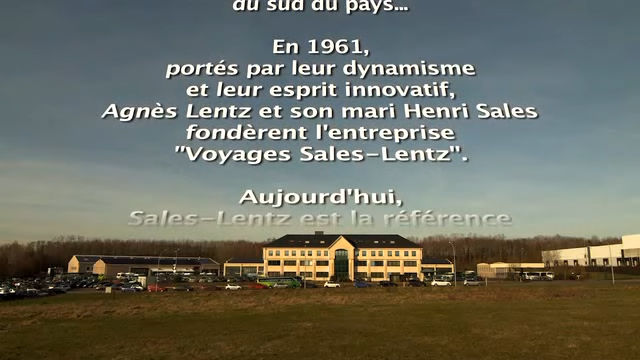 du sud du pays...
En 1961,
portés par leur dynamisme
et leur esprit innovatif,
Agnès Lentz et son mari Henri Sales
fondèrent l'entreprise
"Voyages Sales-Lentz".
Aujourd'hui,
Sales-Lentz est la référence